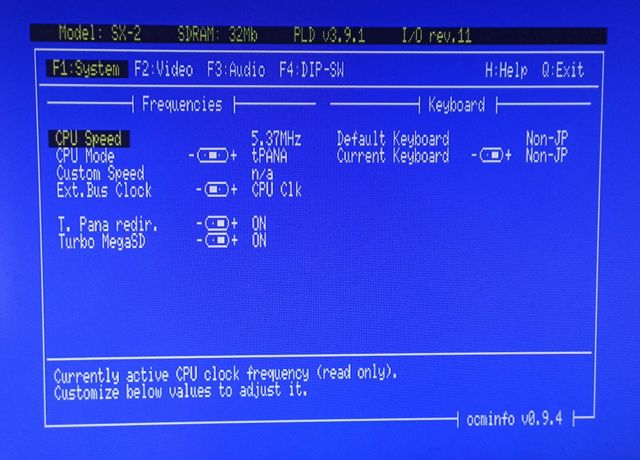 Model: SX-2 SDRAM: 32Mb PLD v3.9.1 I/O rev.11
F1:System F2:Video F3:Audio F4:DIP-SW H:Help Q:Exit
Frequencies Keyboard
CPU Speed 5.37MHz Default Keyboard Non-JP
CPU Mode - + tPANA Current Keyboard - + Non-JP
Custom Speed n/a
Ext.Bus Clock - + CPU Clk
T. Pana redir. - + ON
Turbo MegaSD - + ON
Currently active CPU clock frequency (read only).
Customize below values to adjust it.
ocminfo v0.9.4